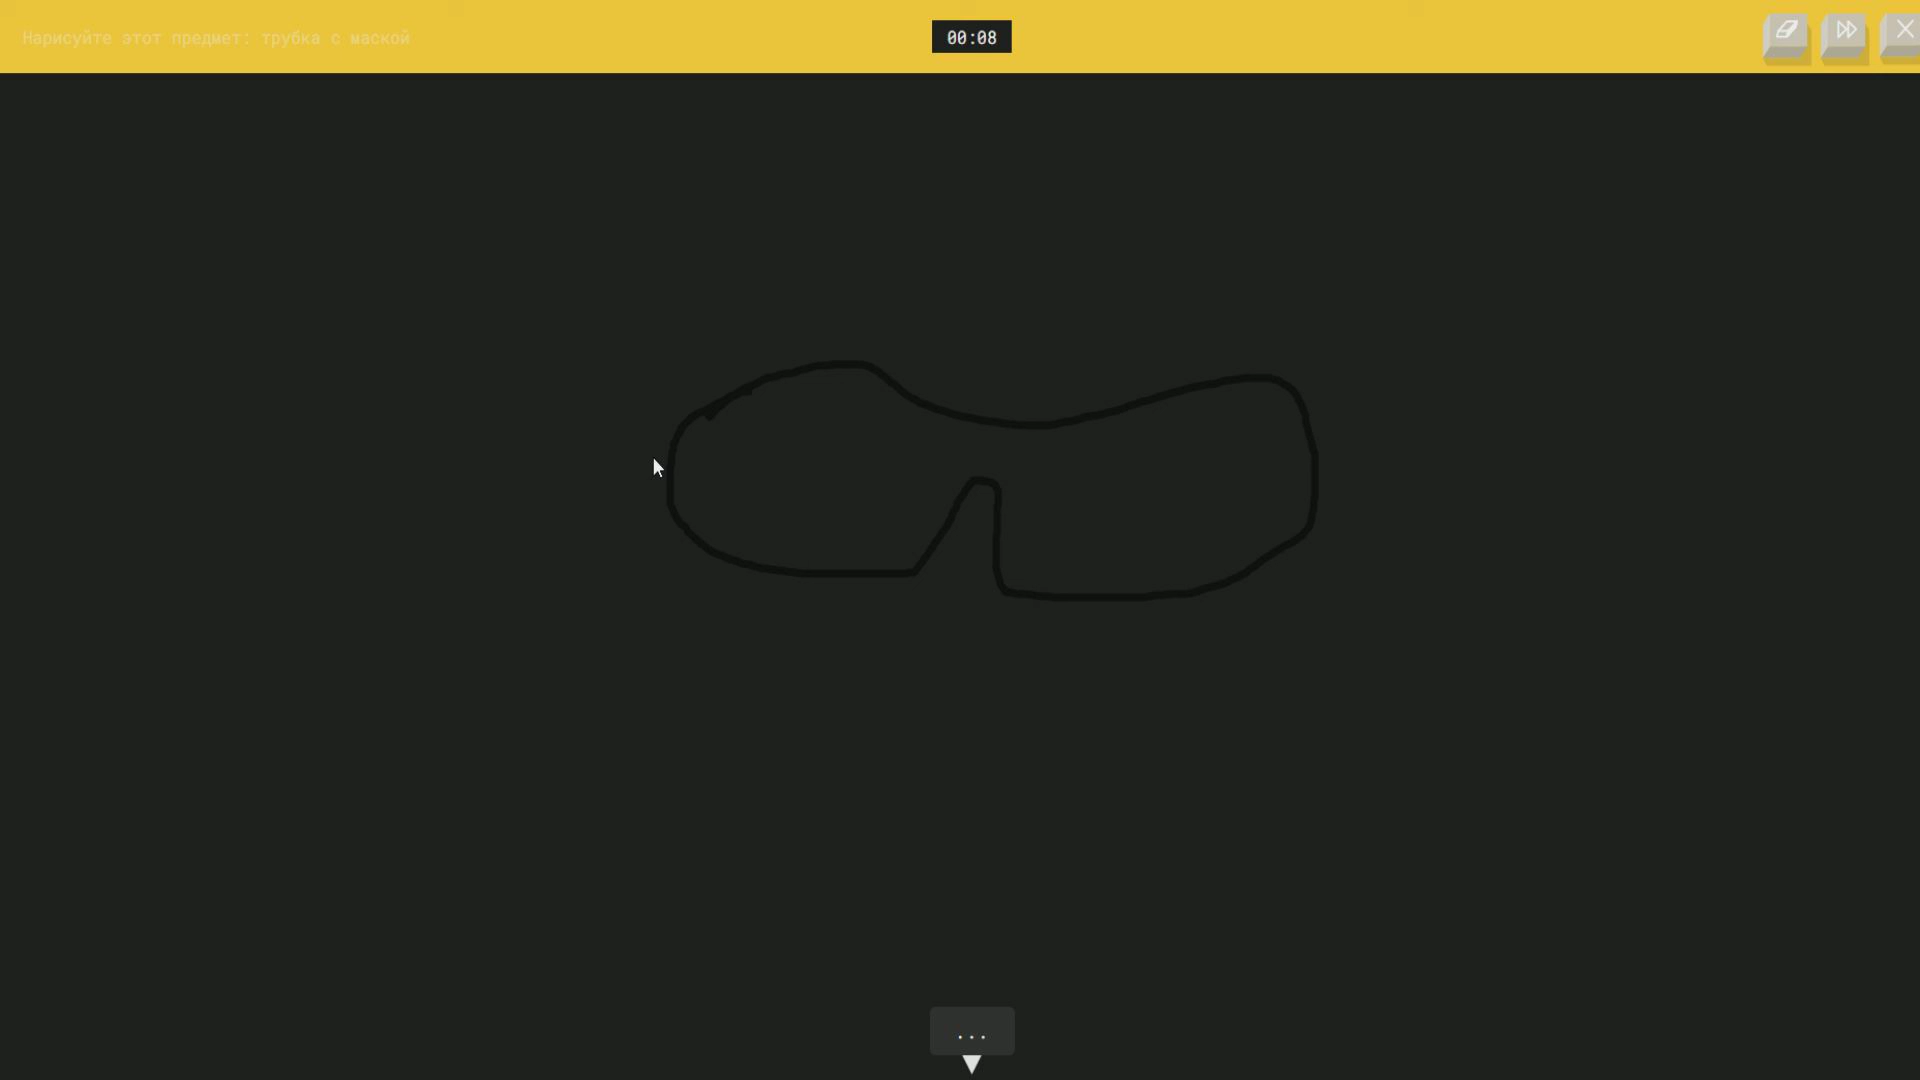 Нарисуйте этот предмет: трубка с маской
00:08
...